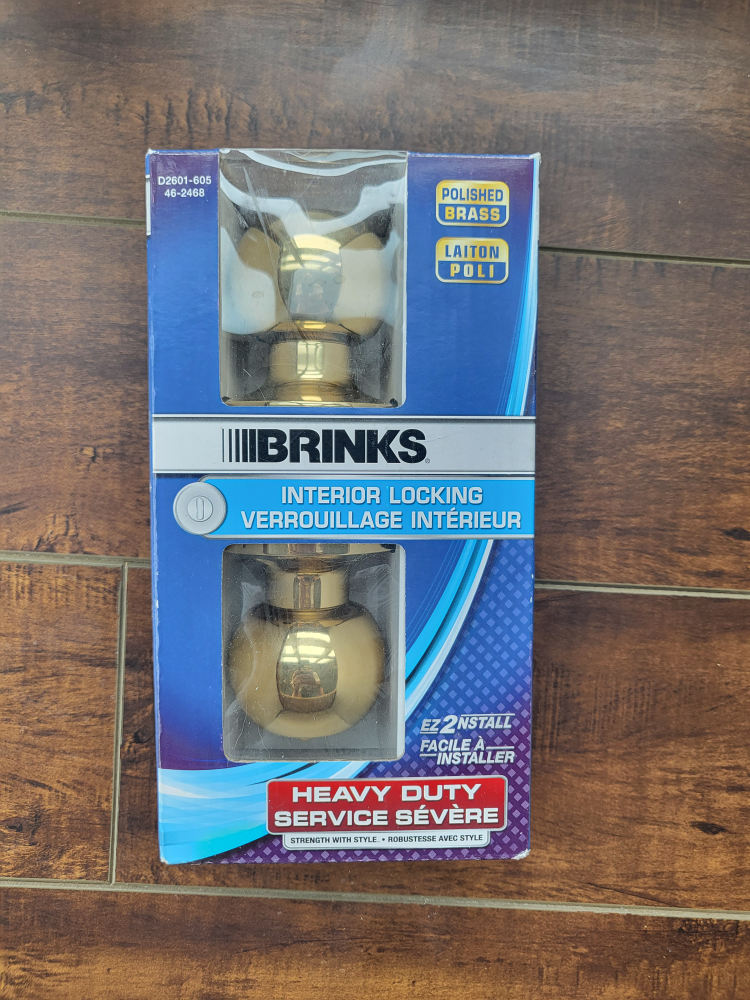 D2601-605
46-2468
POLISHED
BRASS
LAITON
POLI
BRINKS
INTERIOR LOCKING
VERROUILLAGE INTÉRIEUR
EZ2NSTALL
FACILE À
INSTALLER
HEAVY DUTY
SERVICE SÉVÈRE
STRENGTH WITH STYLE. • ROBUSTESSE AVEC STYLE